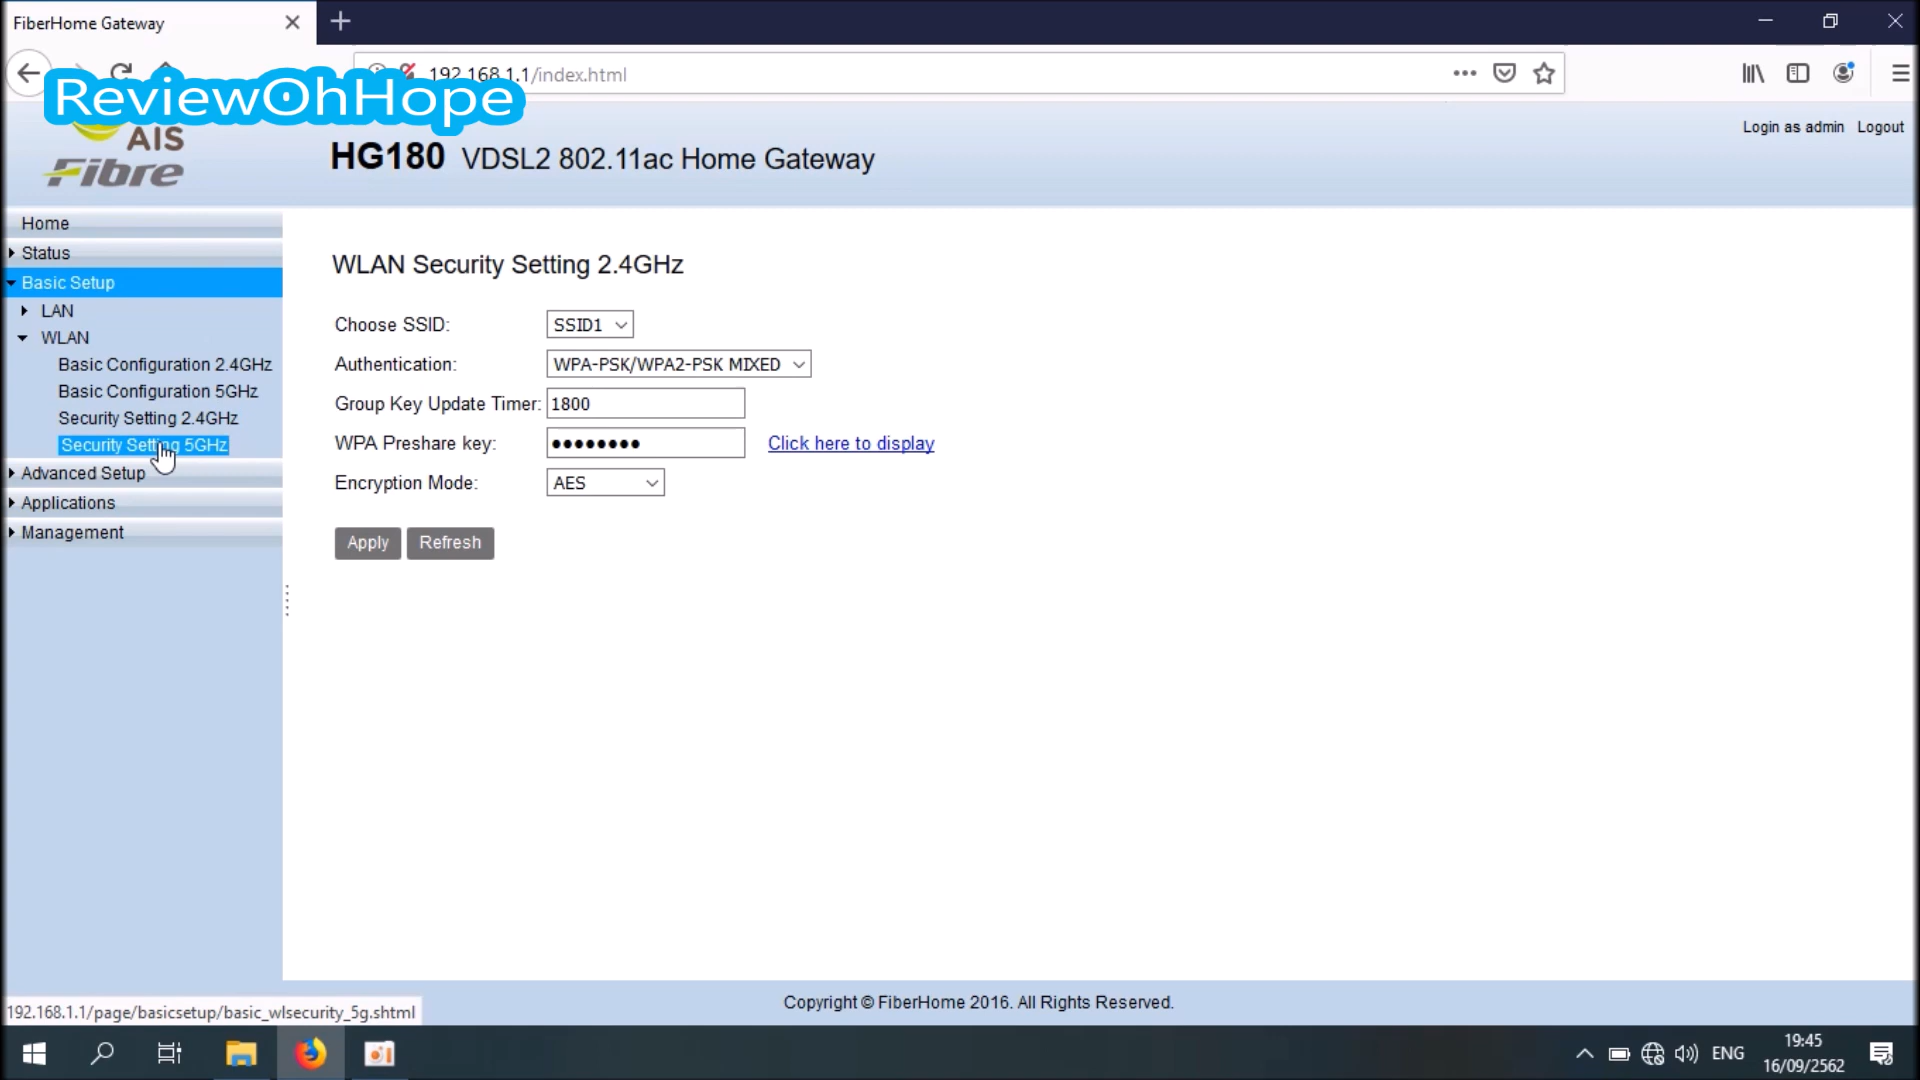 FiberHome Gateway
192.168.1.1/index.html
ReviewOhHope
AIS
Fibre
HG180 VDSL2 802.11ac Home Gateway
Login as admin Logout
Home
Status
Basic Setup
LAN
WLAN
Basic Configuration 2.4GHz
Basic Configuration 5GHz
Security Setting 2.4GHz
Security Setting 5GHz
Advanced Setup
Applications
Management
WLAN Security Setting 2.4GHz
Choose SSID: SSID1
Authentication: WPA-PSK/WPA2-PSK MIXED
Group Key Update Timer: 1800
WPA Preshare key: ●●●●●●●● Click here to display
Encryption Mode: AES
Apply Refresh
Copyright © FiberHome 2016. All Rights Reserved.
192.168.1.1/page/basicsetup/basic_wlsecurity_5g.shtml
ENG
19:45
16/09/2562